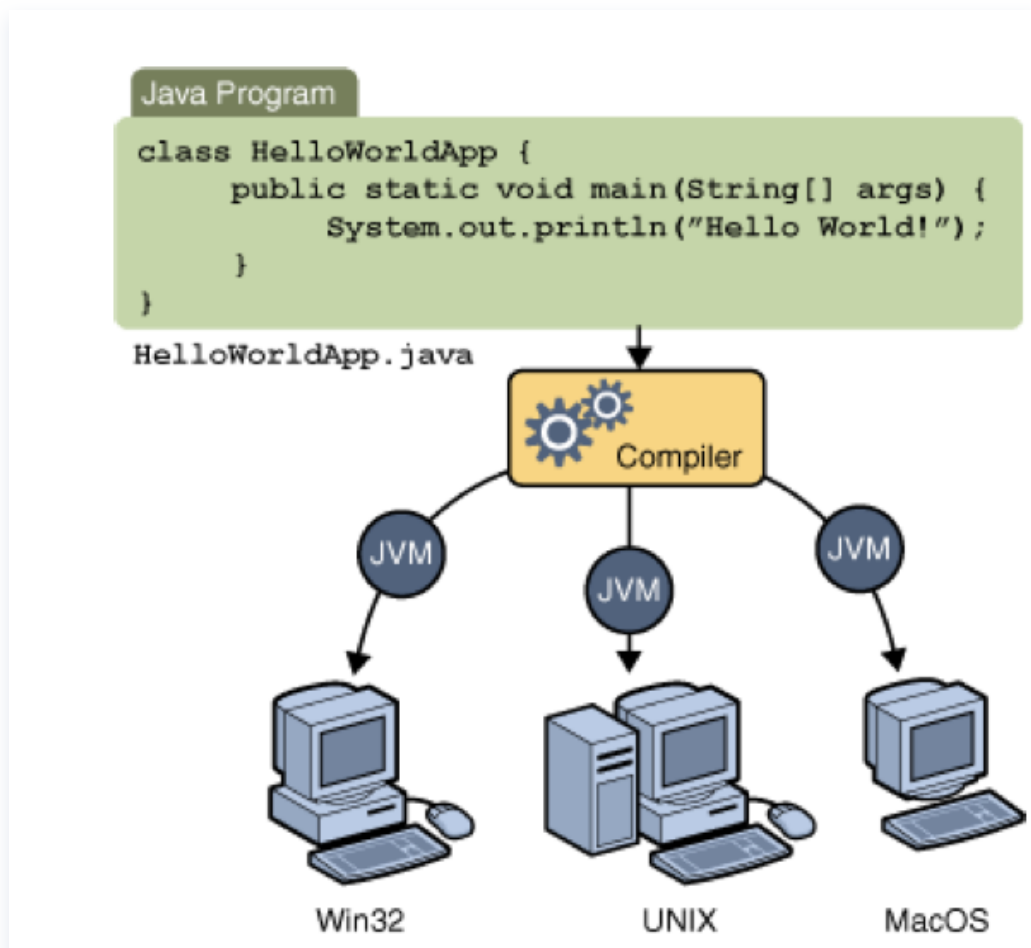 Java Program
class HelloWorldApp {
public static void main(String[] args) {
System.out.println("Hello World!");
}
}
HelloWorldApp.java
Compiler
JVM
JVM
JVM
Win32
UNIX
MacOS